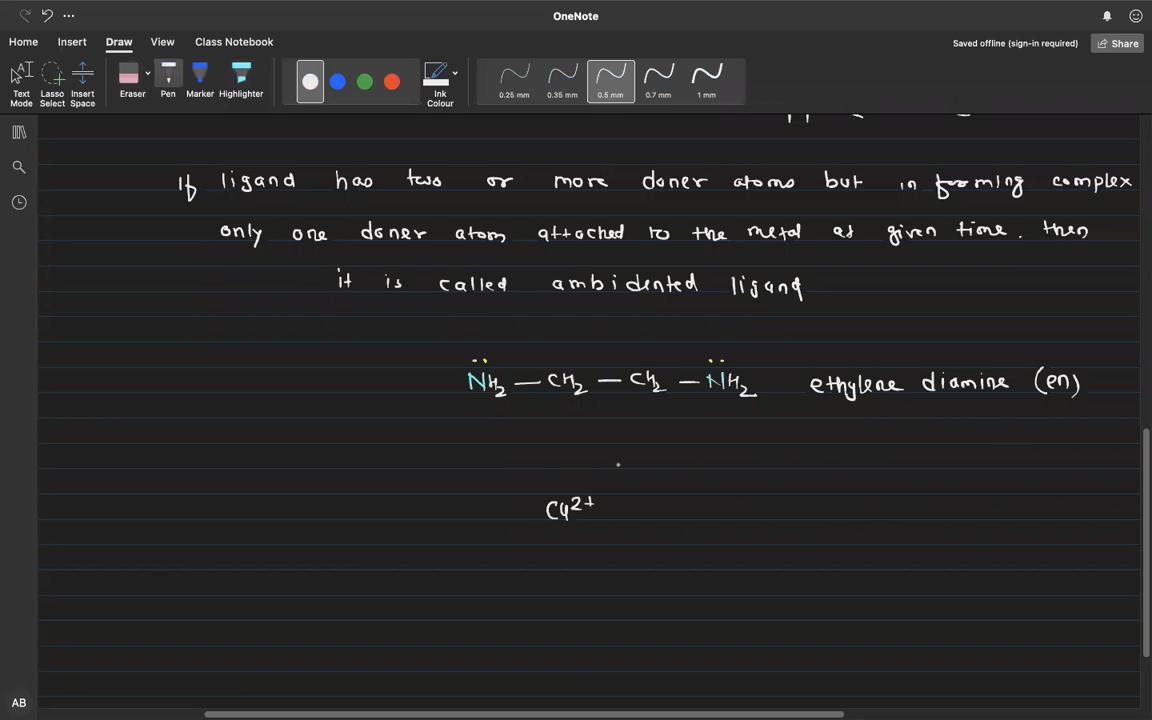 OneNote
Home Insert Draw View Class Notebook
Saved offline (sign-in required) Share
Text Mode Lasso Select Insert Space Eraser Pen Marker Highlighter Ink Colour 0.25 mm 0.35 mm 0.5 mm 0.7 mm 1 mm
If ligand has two or more doner atoms but in forming complex
only one doner atom attached to the metal at given time. then
it is called ambidented ligand
NH2 — CH2 — CH2 — NH2 ethylene diamine (en)
Cu2+
AB